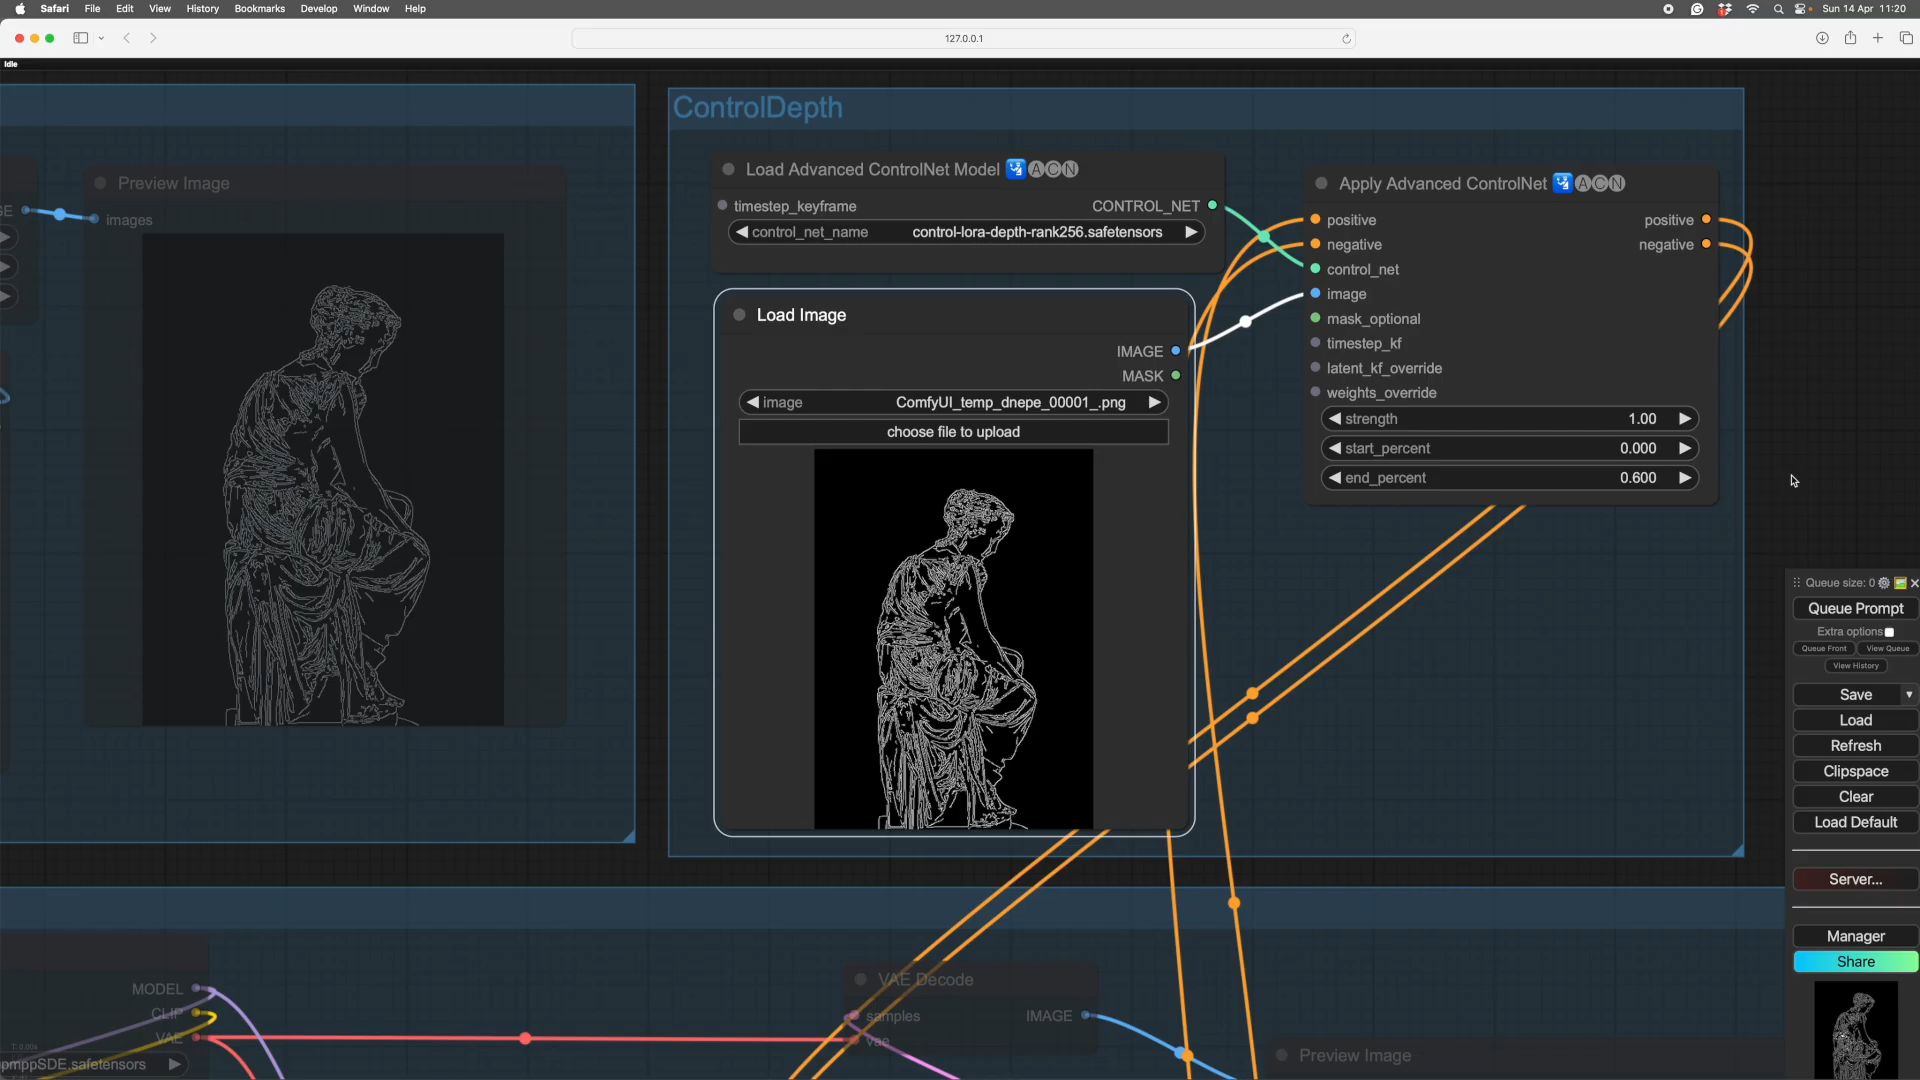 Safari File Edit View History Bookmarks Develop Window Help
Sun 14 Apr 11:20
127.0.0.1
Idle
ControlDepth
Preview Image
images
Load Advanced ControlNet Model ACN
timestep_keyframe CONTROL_NET
control_net_name control-lora-depth-rank256.safetensors
Load Image
IMAGE
MASK
image ComfyUI_temp_dnepe_00001_.png
choose file to upload
Apply Advanced ControlNet ACN
positive positive
negative negative
control_net
image
mask_optional
timestep_kf
latent_kf_override
weights_override
strength 1.00
start_percent 0.000
end_percent 0.600
Queue size: 0
Queue Prompt
Extra options
Queue Front View Queue
View History
Save
Load
Refresh
Clipspace
Clear
Load Default
Server...
Manager
Share
MODEL
CLIP
VAE
T: 0.00s
pmppSDE.safetensors
VAE Decode
samples IMAGE
vae
Preview Image